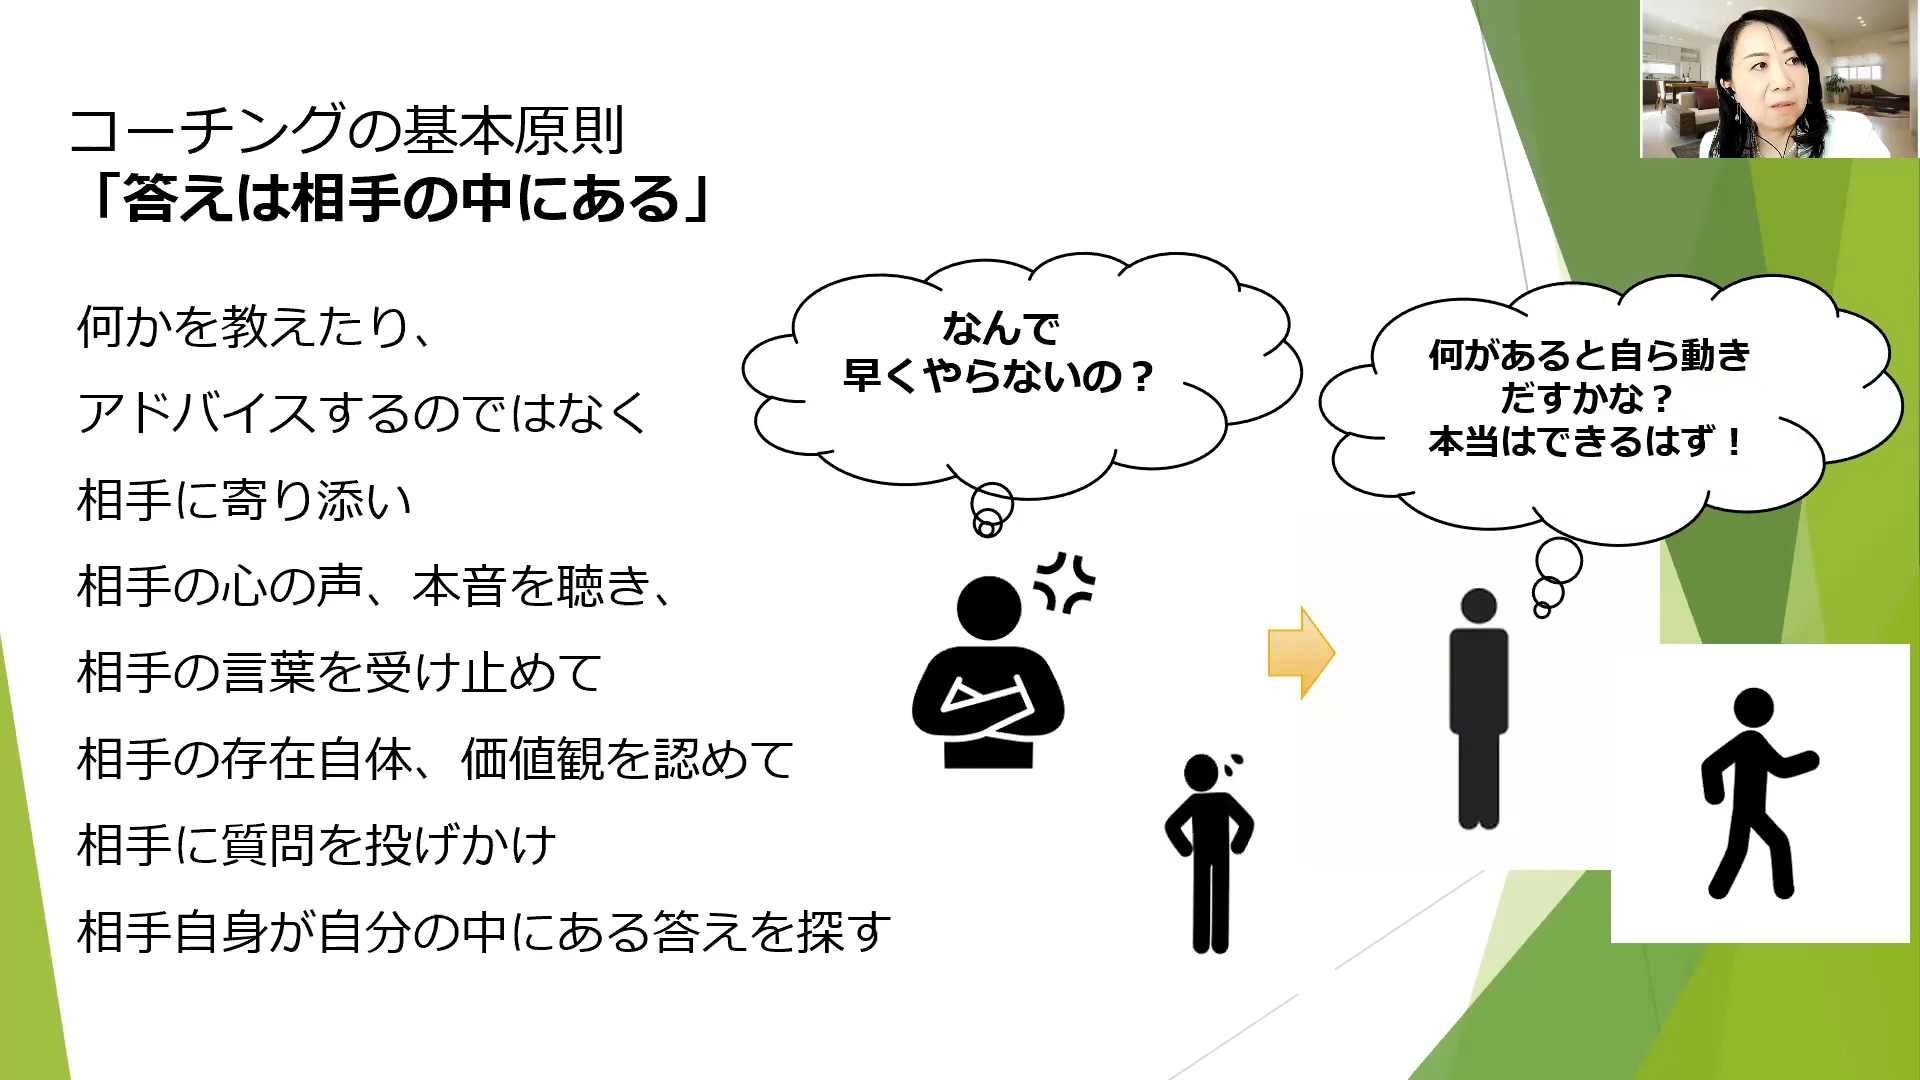 コーチングの基本原則
「答えは相手の中にある」
何かを教えたり、
アドバイスするのではなく
相手に寄り添い
相手の心の声、本音を聴き、
相手の言葉を受け止めて
相手の存在自体、価値観を認めて
相手に質問を投げかけ
相手自身が自分の中にある答えを探す
なんで
早くやらないの？
何があると自ら動き
だすかな？
本当はできるはず！